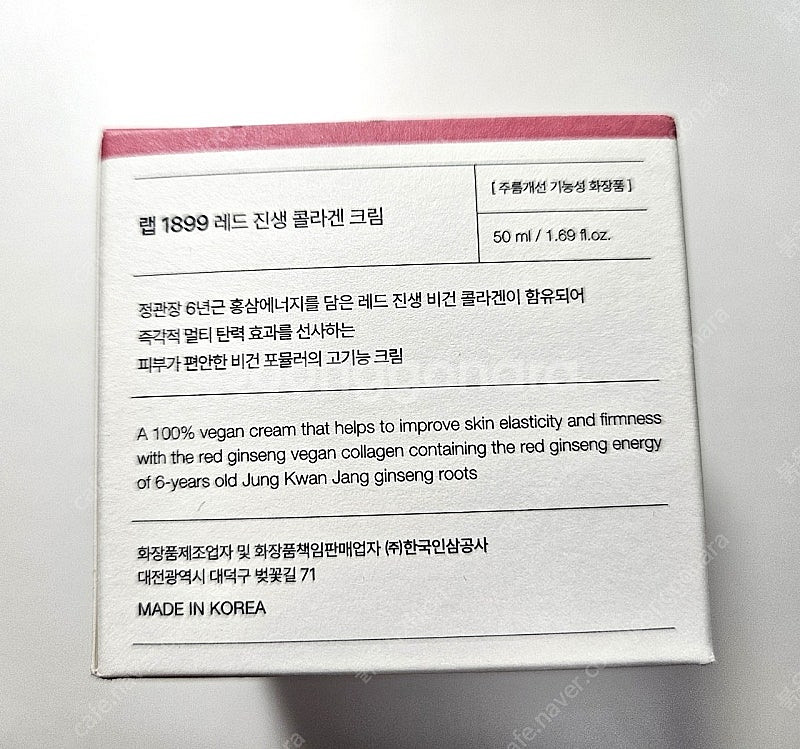 랩 1899 레드 진생 콜라겐 크림
[ 주름개선 기능성 화장품 ]
50 ml / 1.69 fl.oz.
정관장 6년근 홍삼에너지를 담은 레드 진생 비건 콜라겐이 함유되어
즉각적 멀티 탄력 효과를 선사하는
피부가 편안한 비건 포뮬러의 고기능 크림
A 100% vegan cream that helps to improve skin elasticity and firmness
with the red ginseng vegan collagen containing the red ginseng energy
of 6-years old Jung Kwan Jang ginseng roots
화장품제조업자 및 화장품책임판매업자 (주)한국인삼공사
대전광역시 대덕구 벚꽃길 71
MADE IN KOREA
cafe.naver.com